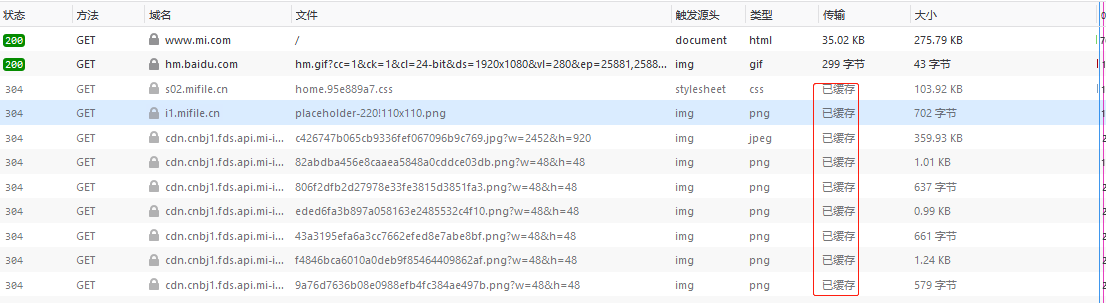 状态 方法 域名 文件 触发源头 类型 传输 大小
200 GET www.mi.com / document html 35.02 KB 275.79 KB
200 GET hm.baidu.com hm.gif?cc=1&ck=1&cl=24-bit&ds=1920x1080&vl=280&ep=25881,2588... img gif 299 字节 43 字节
304 GET s02.mifile.cn home.95e889a7.css stylesheet css 已缓存 103.92 KB
304 GET i1.mifile.cn placeholder-220!110x110.png img png 已缓存 702 字节
304 GET cdn.cnbj1.fds.api.mi-i... c426747b065cb9336fef067096b9c769.jpg?w=2452&h=920 img jpeg 已缓存 359.93 KB
304 GET cdn.cnbj1.fds.api.mi-i... 82abdba456e8caaea5848a0cddce03db.png?w=48&h=48 img png 已缓存 1.01 KB
304 GET cdn.cnbj1.fds.api.mi-i... 806f2dfb2d27978e33fe3815d3851fa3.png?w=48&h=48 img png 已缓存 637 字节
304 GET cdn.cnbj1.fds.api.mi-i... eded6fa3b897a058163e2485532c4f10.png?w=48&h=48 img png 已缓存 0.99 KB
304 GET cdn.cnbj1.fds.api.mi-i... 43a3195efa6a3cc7662efed8e7abe8bf.png?w=48&h=48 img png 已缓存 661 字节
304 GET cdn.cnbj1.fds.api.mi-i... f4846bca6010a0deb9f85464409862af.png?w=48&h=48 img png 已缓存 1.24 KB
304 GET cdn.cnbj1.fds.api.mi-i... 9a76d7636b08e0988efb4fc384ae497b.png?w=48&h=48 img png 已缓存 579 字节